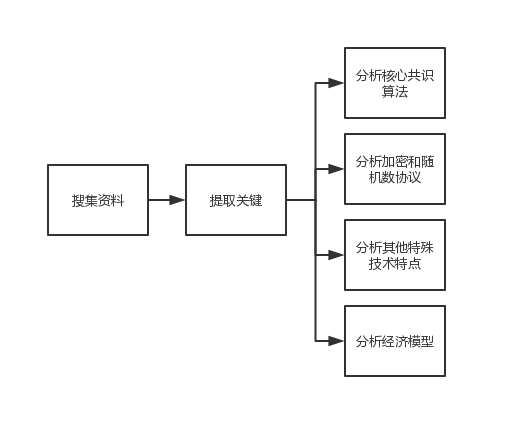 搜集资料
提取关键
分析核心共识
算法
分析加密和随
机数协议
分析其他特殊
技术特点
分析经济模型